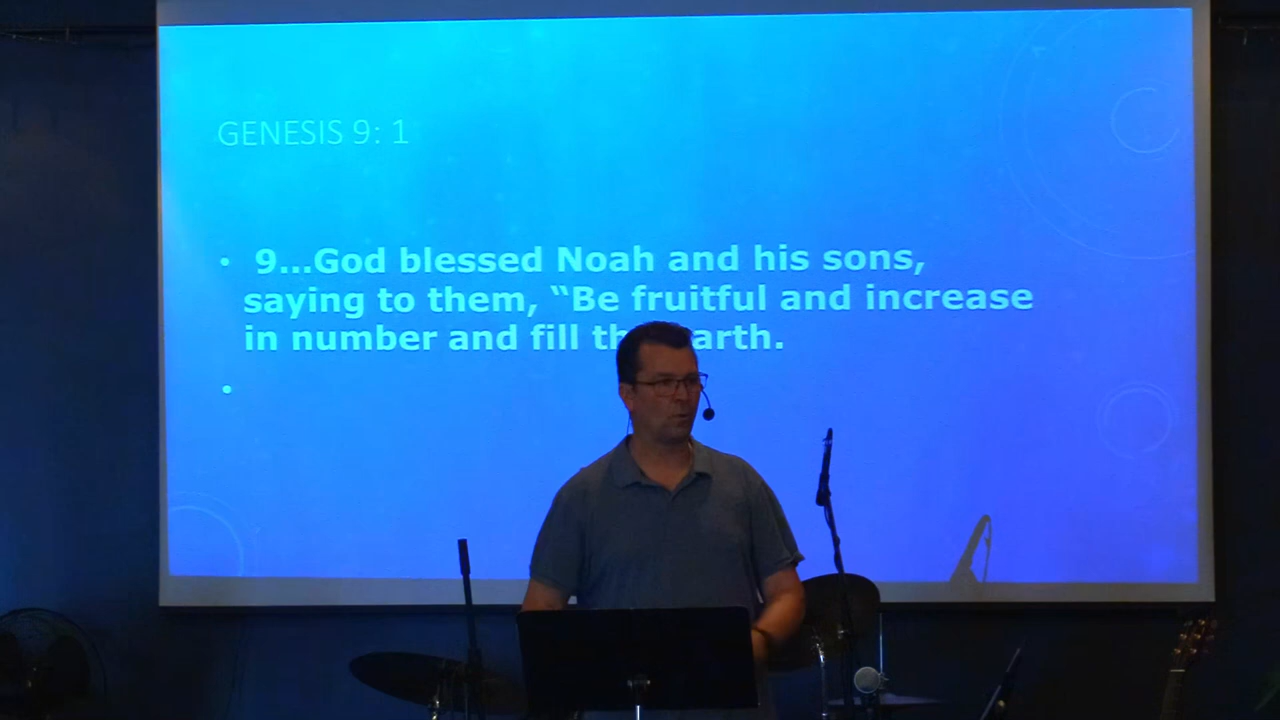 GENESIS 9: 1
• 9...God blessed Noah and his sons,
saying to them, “Be fruitful and increase
in number and fill th arth.
•